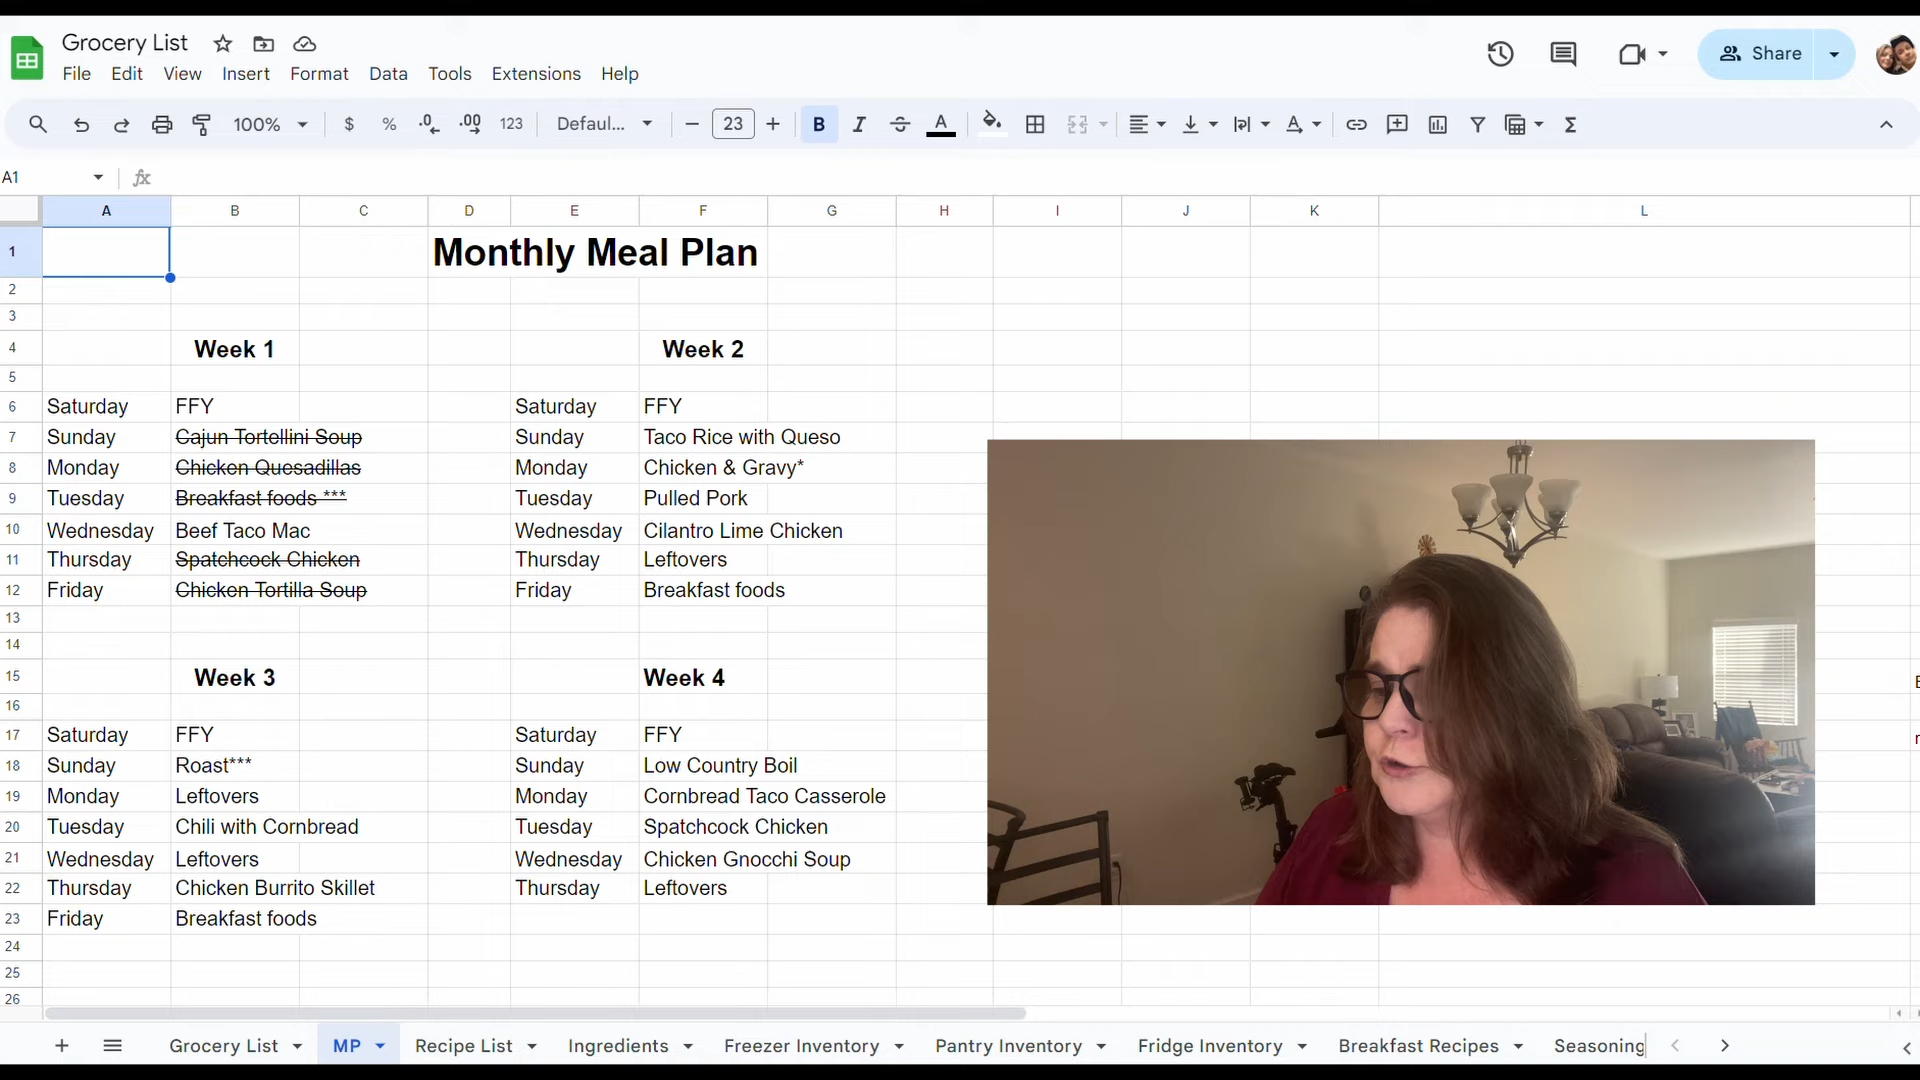 Grocery List
File Edit View Insert Format Data Tools Extensions Help
Share
100% $ % .0 .00 123 Defaul... 23 B I A
A1 fx
A B C D E F G H I J K L
1 Monthly Meal Plan
2
3
4 Week 1 Week 2
5
6 Saturday FFY Saturday FFY
7 Sunday Cajun Tortellini Soup Sunday Taco Rice with Queso
8 Monday Chicken Quesadillas Monday Chicken & Gravy*
9 Tuesday Breakfast foods *** Tuesday Pulled Pork
10 Wednesday Beef Taco Mac Wednesday Cilantro Lime Chicken
11 Thursday Spatchcock Chicken Thursday Leftovers
12 Friday Chicken Tortilla Soup Friday Breakfast foods
13
14
15 Week 3 Week 4
16
17 Saturday FFY Saturday FFY
18 Sunday Roast*** Sunday Low Country Boil
19 Monday Leftovers Monday Cornbread Taco Casserole
20 Tuesday Chili with Cornbread Tuesday Spatchcock Chicken
21 Wednesday Leftovers Wednesday Chicken Gnocchi Soup
22 Thursday Chicken Burrito Skillet Thursday Leftovers
23 Friday Breakfast foods
24
25
26
Grocery List MP Recipe List Ingredients Freezer Inventory Pantry Inventory Fridge Inventory Breakfast Recipes Seasoning